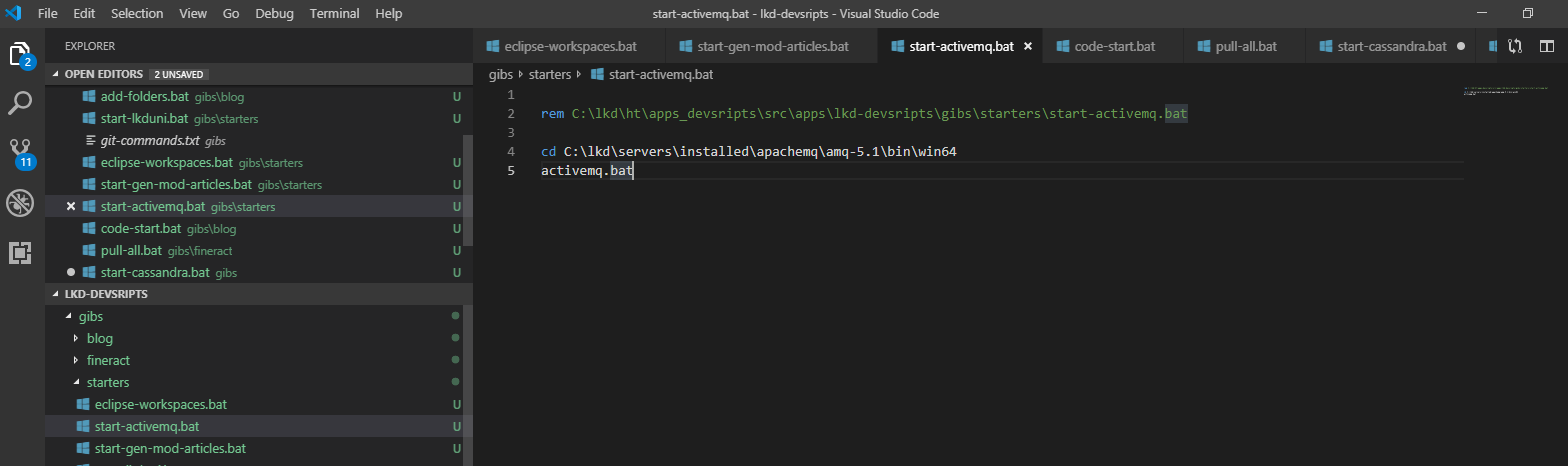 File Edit Selection View Go Debug Terminal Help start-activemq.bat - lkd-devsripts - Visual Studio Code
2
11
EXPLORER
OPEN EDITORS 2 UNSAVED
add-folders.bat gibs\blog U
start-lkduni.bat gibs\starters U
git-commands.txt gibs
eclipse-workspaces.bat gibs\starters U
start-gen-mod-articles.bat gibs\starters U
start-activemq.bat gibs\starters U
code-start.bat gibs\blog U
pull-all.bat gibs\fineract U
start-cassandra.bat gibs U
LKD-DEVSRIPTS
gibs
blog
fineract
starters
eclipse-workspaces.bat U
start-activemq.bat U
start-gen-mod-articles.bat U
eclipse-workspaces.bat start-gen-mod-articles.bat start-activemq.bat code-start.bat pull-all.bat start-cassandra.bat
gibs starters start-activemq.bat
1
2 rem C:\lkd\ht\apps_devsripts\src\apps\lkd-devsripts\gibs\starters\start-activemq.bat
3
4 cd C:\lkd\servers\installed\apachemq\amq-5.1\bin\win64
5 activemq.bat